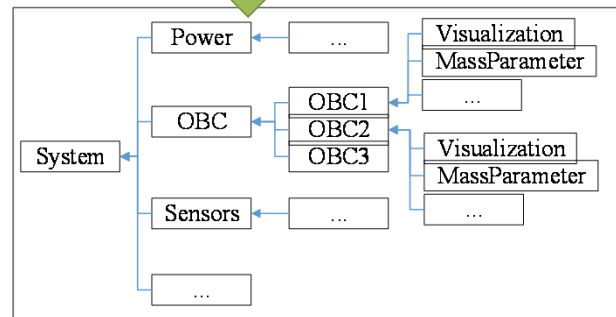 Power
...
Visualization
MassParameter
...
OBC
OBC1
OBC2
OBC3
System
Visualization
MassParameter
...
Sensors
...
...